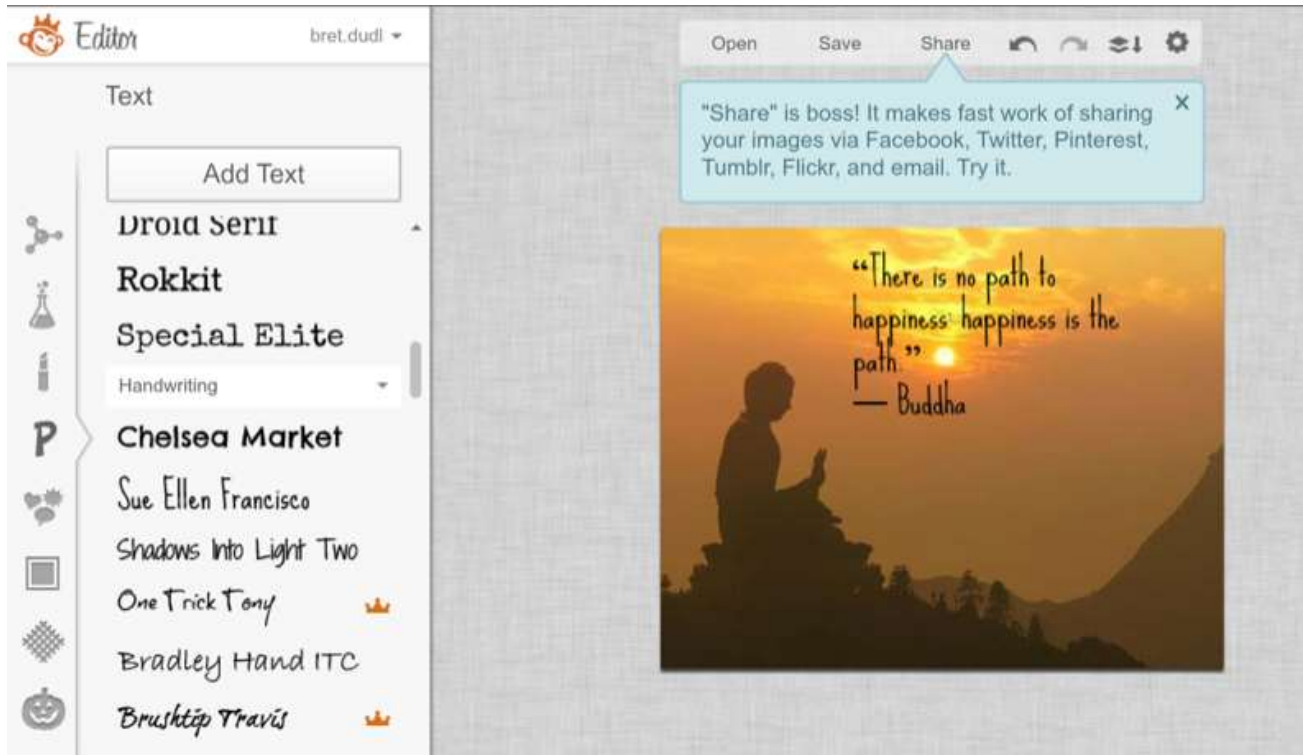 Editor
bret.dudl
Text
Add Text
Droid Serif
Rokkit
Special Elite
Handwriting
Chelsea Market
Sue Ellen Francisco
Shadows Into Light Two
One Trick Tony
Bradley Hand ITC
Brushtip Travis
Open Save Share
"Share" is boss! It makes fast work of sharing
your images via Facebook, Twitter, Pinterest,
Tumblr, Flickr, and email. Try it.
“There is no path to
happiness: happiness is the
path.”
— Buddha